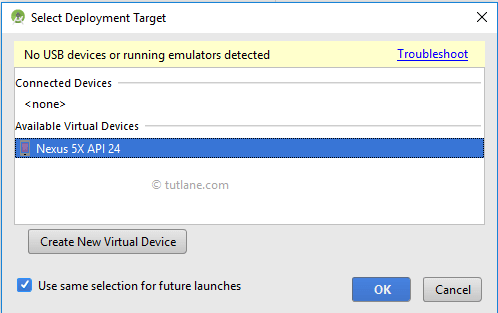 Select Deployment Target
No USB devices or running emulators detected Troubleshoot
Connected Devices
<none>
Available Virtual Devices
Nexus 5X API 24
© tutlane.com
Create New Virtual Device
Use same selection for future launches OK Cancel